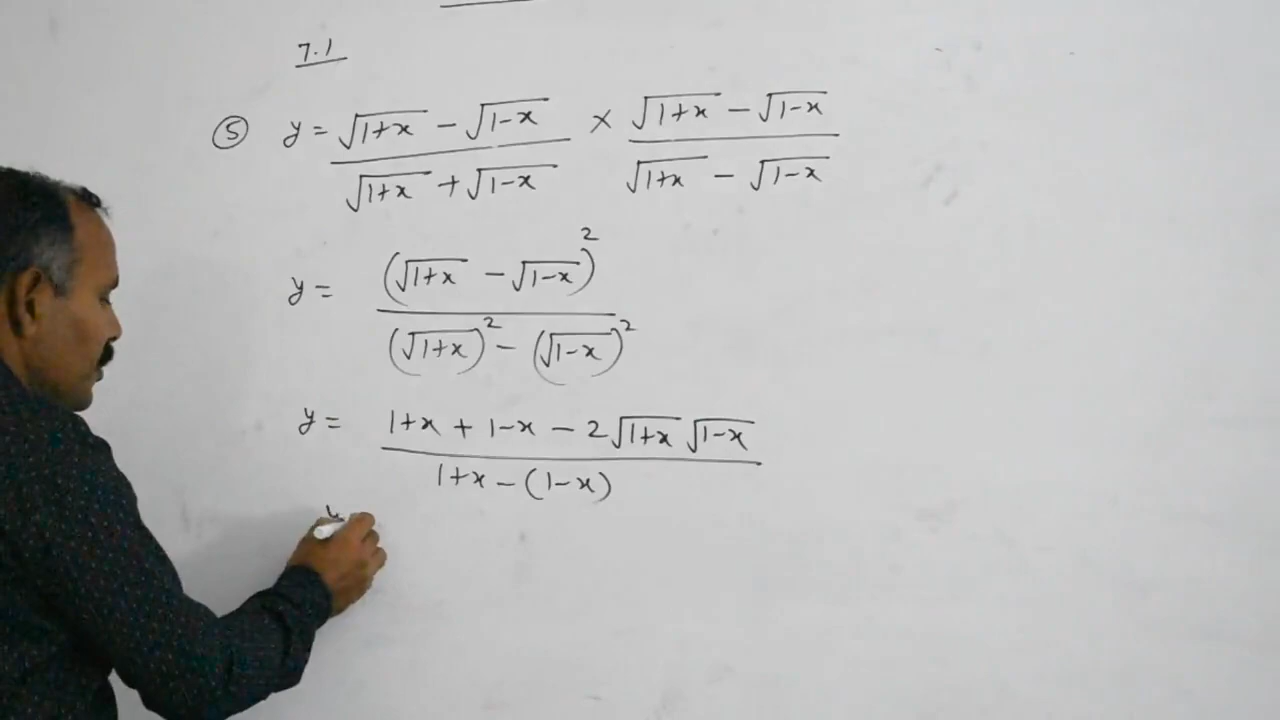 7.1
⑤ y = (√(1+x) − √(1−x)) / (√(1+x) + √(1−x)) × (√(1+x) − √(1−x)) / (√(1+x) − √(1−x))
y = (√(1+x) − √(1−x))² / ((√(1+x))² − (√(1−x))²)
y = (1+x + 1−x − 2√(1+x) √(1−x)) / (1+x − (1−x))